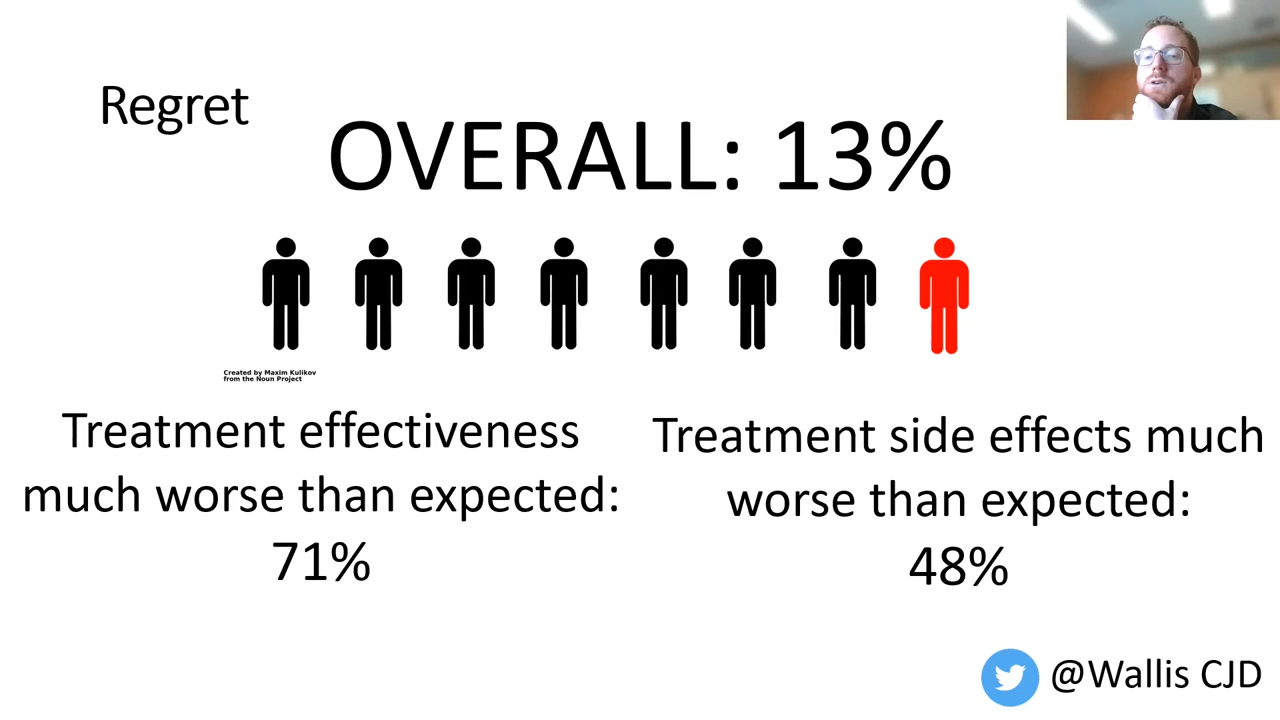 Regret
OVERALL: 13%
Created by Maxim Kulikov
from the Noun Project
Treatment effectiveness
much worse than expected:
71%
Treatment side effects much
worse than expected:
48%
@Wallis CJD